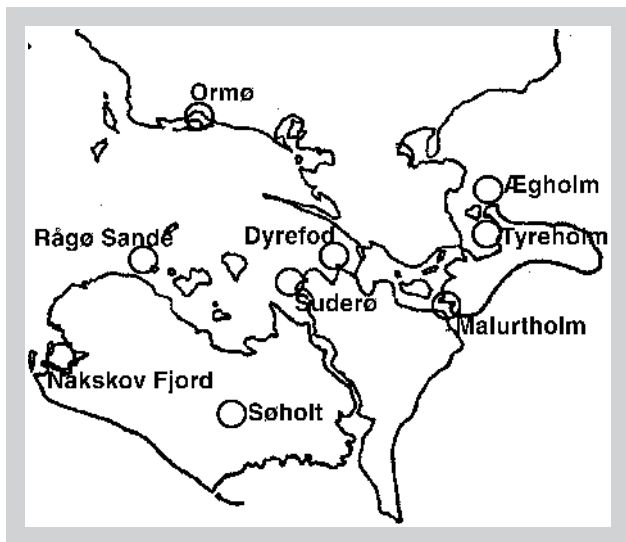 Ormø
Ægholm
Rågø Sande
Dyrefod
Tyreholm
Suderø
Malurtholm
Nakskov Fjord
Søholt